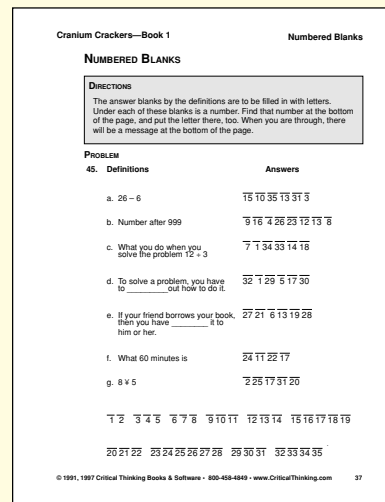 Cranium Crackers—Book 1 Numbered Blanks
NUMBERED BLANKS
DIRECTIONS
The answer blanks by the definitions are to be filled in with letters.
Under each of these blanks is a number. Find that number at the bottom
of the page, and put the letter there, too. When you are through, there
will be a message at the bottom of the page.
PROBLEM
45. Definitions Answers
a. 26 – 6 15 10 35 13 31 3
b. Number after 999 9 16 4 26 23 12 13 8
c. What you do when you
solve the problem 12 ÷ 3 7 1 34 33 14 18
d. To solve a problem, you have
to _________out how to do it. 32 1 29 5 17 30
e. If your friend borrows your book, 27 21 6 13 19 28
then you have _______ it to
him or her.
f. What 60 minutes is 24 11 22 17
g. 8 ¥ 5 2 25 17 31 20
1 2 3 4 5 6 7 8 9 10 11 12 13 14 15 16 17 18 19
20 21 22 23 24 25 26 27 28 29 30 31 32 33 34 35
© 1991, 1997 Critical Thinking Books & Software • 800-458-4849 • www.CriticalThinking.com 37